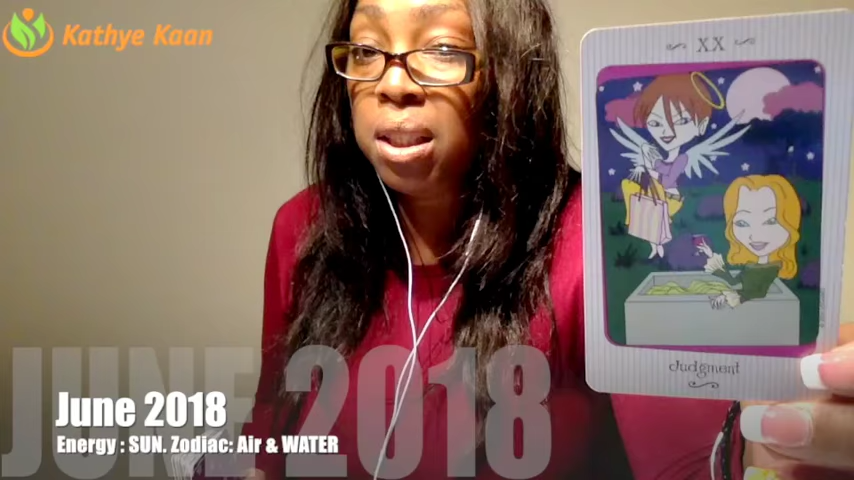 Kathye Kaan
XX
Judgment
JUNE 2018
June 2018
Energy : SUN. Zodiac: Air & WATER